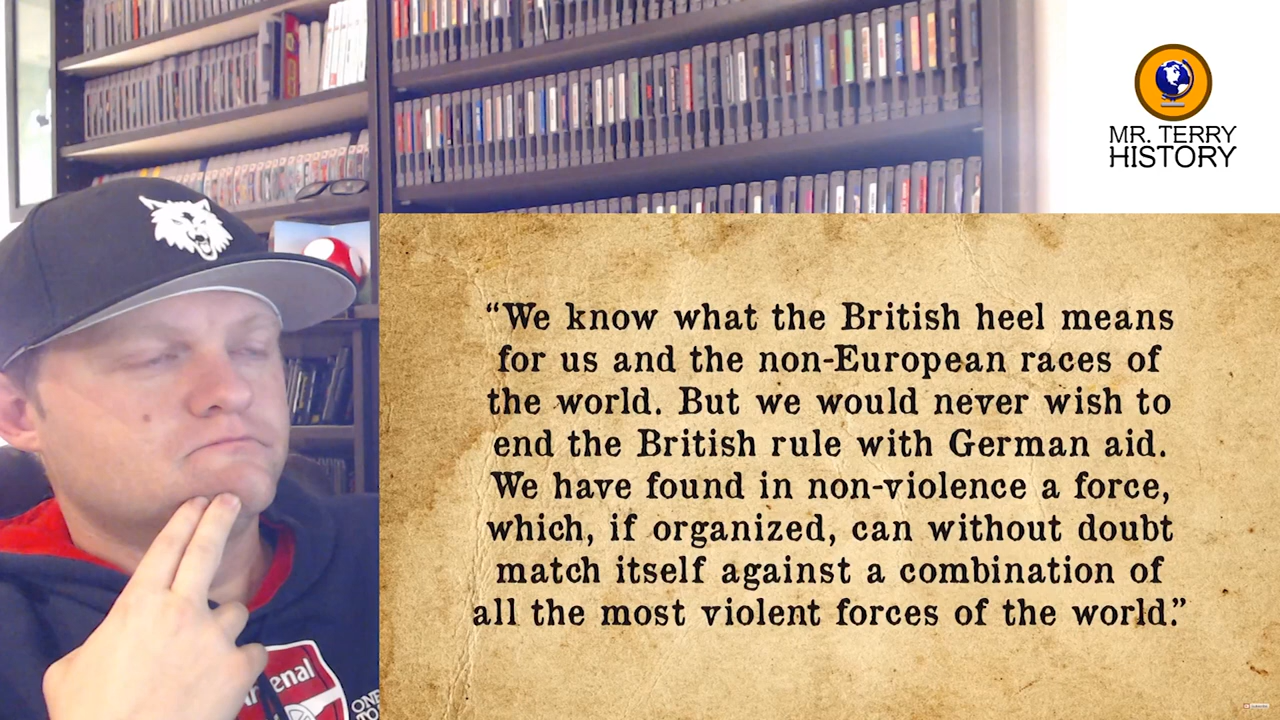 MR. TERRY
HISTORY
“We know what the British heel means
for us and the non-European races of
the world. But we would never wish to
end the British rule with German aid.
We have found in non-violence a force,
which, if organized, can without doubt
match itself against a combination of
all the most violent forces of the world.”
enal